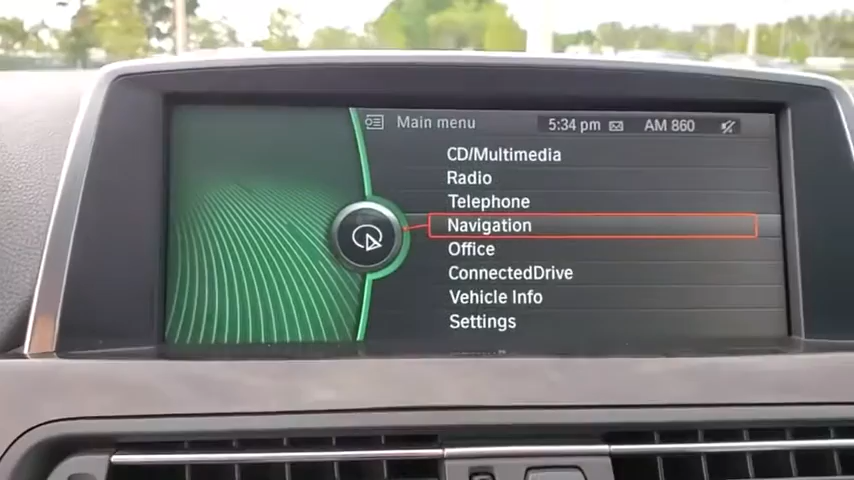 Main menu 5:34 pm AM 860
CD/Multimedia
Radio
Telephone
Navigation
Office
ConnectedDrive
Vehicle Info
Settings